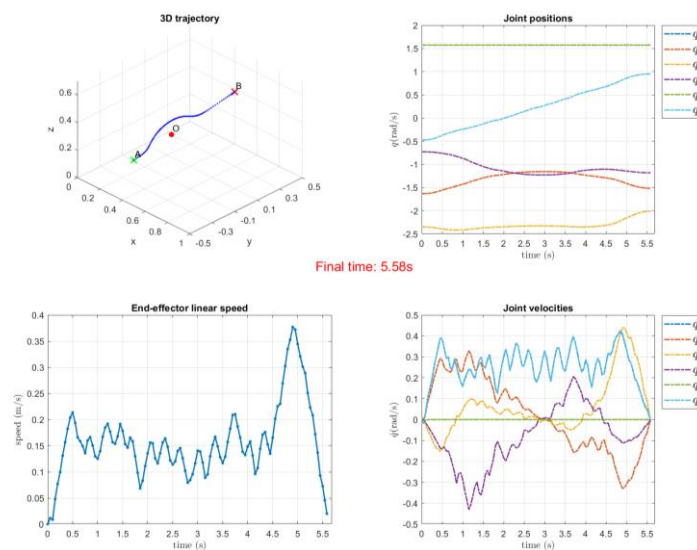 3D trajectory
0.6
0.4
0.2
0
z
A
O
B
0
0.2
0.4
0.6
0.8
1
x
-0.5
-0.3
-0.1
0.1
0.3
0.5
y
Joint positions
2
1.5
1
0.5
0
-0.5
-1
-1.5
-2
-2.5
q(rad/s)
0 0.5 1 1.5 2 2.5 3 3.5 4 4.5 5 5.5
time (s)
q
q
q
q
q
q
Final time: 5.58s
End-effector linear speed
0.4
0.35
0.3
0.25
0.2
0.15
0.1
0.05
0
speed (m/s)
0 0.5 1 1.5 2 2.5 3 3.5 4 4.5 5 5.5
time (s)
Joint velocities
0.5
0.4
0.3
0.2
0.1
0
-0.1
-0.2
-0.3
-0.4
-0.5
q̇(rad/s)
0 0.5 1 1.5 2 2.5 3 3.5 4 4.5 5 5.5
time (s)
q
q
q
q
q
q